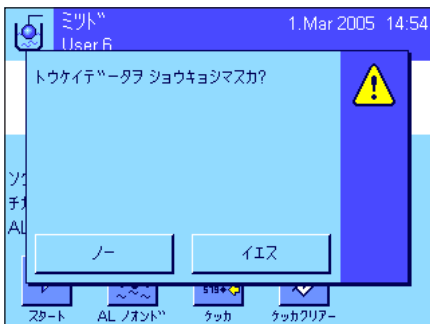 ミツド 1.Mar 2005 14:54
User 6
トウケイデータヲ ショウキョシマスカ?
ノー イエス
AL
スタート AL ノオンド ケッカ ケッカクリアー